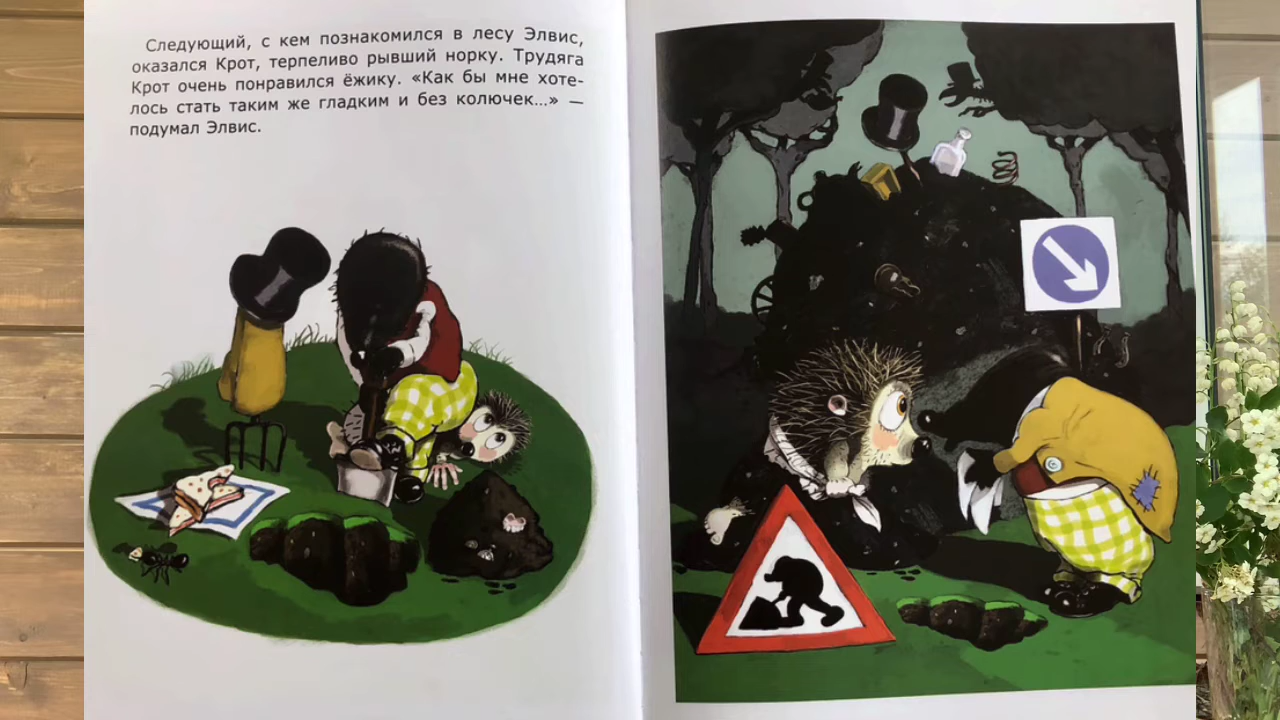 Следующий, с кем познакомился в лесу Элвис,
оказался Крот, терпеливо рывший норку. Трудяга
Крот очень понравился ёжику. «Как бы мне хоте-
лось стать таким же гладким и без колючек...» —
подумал Элвис.